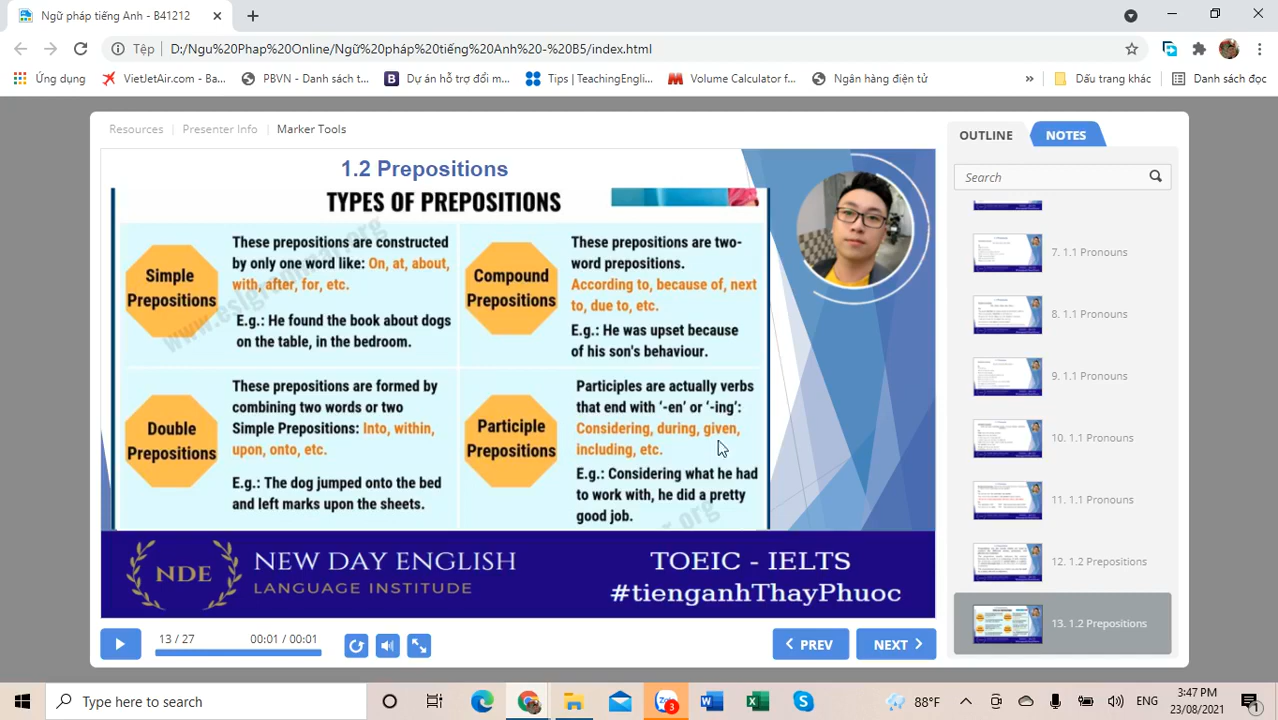 Ngữ pháp tiếng Anh - B41212
Tệp
D:/Ngu%20Phap%20Online/Ngữ%20pháp%20tiếng%20Anh%20-%20B5/index.html
Ứng dụng
VietJetAir.com - Ba...
PBVN - Danh sách t...
Dự án hỗ trợ đổi m...
Tips | TeachingEngli...
Volume Calculator f...
Ngân hàng điện tử
»
Dấu trang khác
Danh sách đọc
Resources
Presenter Info
Marker Tools
1.2 Prepositions
TYPES OF PREPOSITIONS
Simple
Prepositions
These prepositions are constructed
by only one word like: On, at, about,
with, after, for, etc.
E.g.: He found the book about dogs
on the table, in the bedroom.
Compound
Prepositions
These prepositions are two-
word prepositions.
According to, because of, next
to, due to, etc.
E.g.: He was upset because
of his son's behaviour.
Double
Prepositions
These prepositions are formed by
combining two words or two
Simple Prepositions: Into, within,
upon, onto, etc.
E.g.: The dog jumped onto the bed
and left marks upon the sheets.
Participle
Prepositions
Participles are actually verbs
that end with ‘-en’ or ‘-ing’:
Considering, during, given,
including, etc.
E.g.: Considering what he had
to work with, he did a pretty
good job.
NDE
NEW DAY ENGLISH
LANGUAGE INSTITUTE
TOEIC - IELTS
#tienganhThayPhuoc
13 / 27
00:01 / 00:01
PREV
NEXT
OUTLINE
NOTES
Search
7. 1.1 Pronouns
8. 1.1 Pronouns
9. 1.1 Pronouns
10. 1.1 Pronouns
11. 1.1 Pronouns
12. 1.2 Prepositions
13. 1.2 Prepositions
Type here to search
3
88°F
ENG
3:47 PM
23/08/2021
1